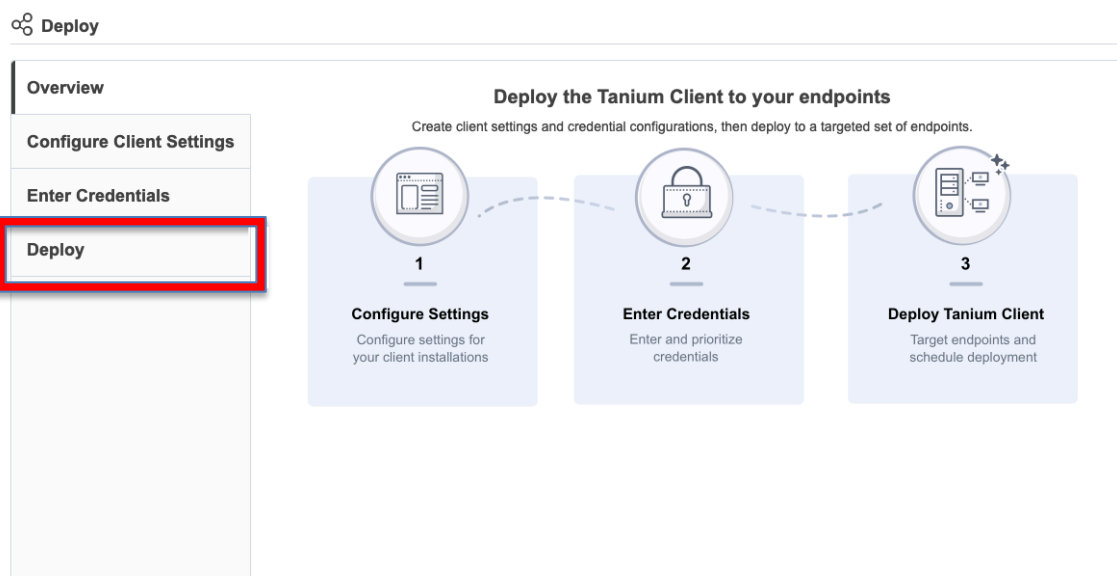 Deploy
Overview
Configure Client Settings
Enter Credentials
Deploy
Deploy the Tanium Client to your endpoints
Create client settings and credential configurations, then deploy to a targeted set of endpoints.
1
Configure Settings
Configure settings for
your client installations
2
Enter Credentials
Enter and prioritize
credentials
3
Deploy Tanium Client
Target endpoints and
schedule deployment